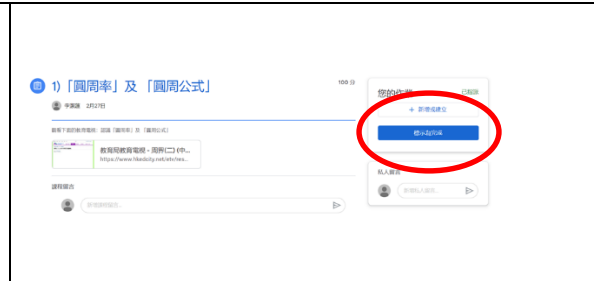 1)「圓周率」及 「圓周公式」
100 分
2月27日
觀看下面的教育電視: 認識「圓周率」及「圓周公式」
教育局教育電視 - 周界(二) (中...
https://www.hkedcity.net/etv/res...
課程留言
新增課程留言...
您的作業
已指派
+ 新增或建立
標示為完成
私人留言
新增私人留言...